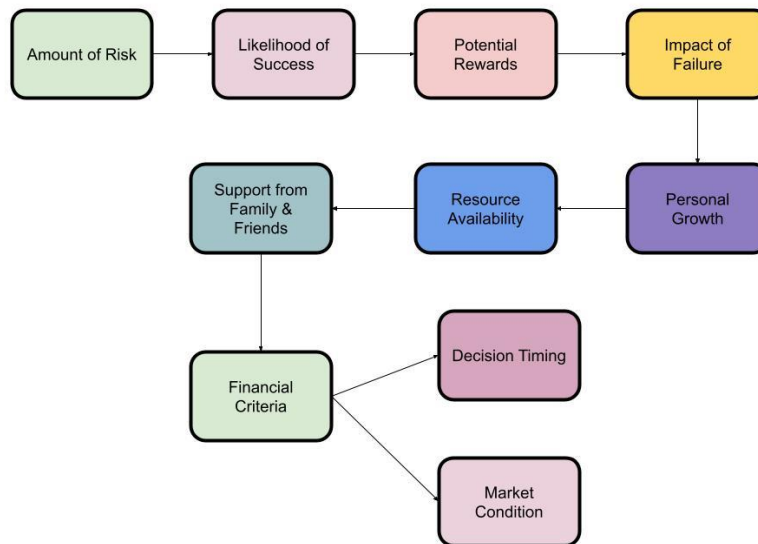 Amount of Risk
Likelihood of
Success
Potential
Rewards
Impact of
Failure
Support from
Family &
Friends
Resource
Availability
Personal
Growth
Financial
Criteria
Decision Timing
Market
Condition